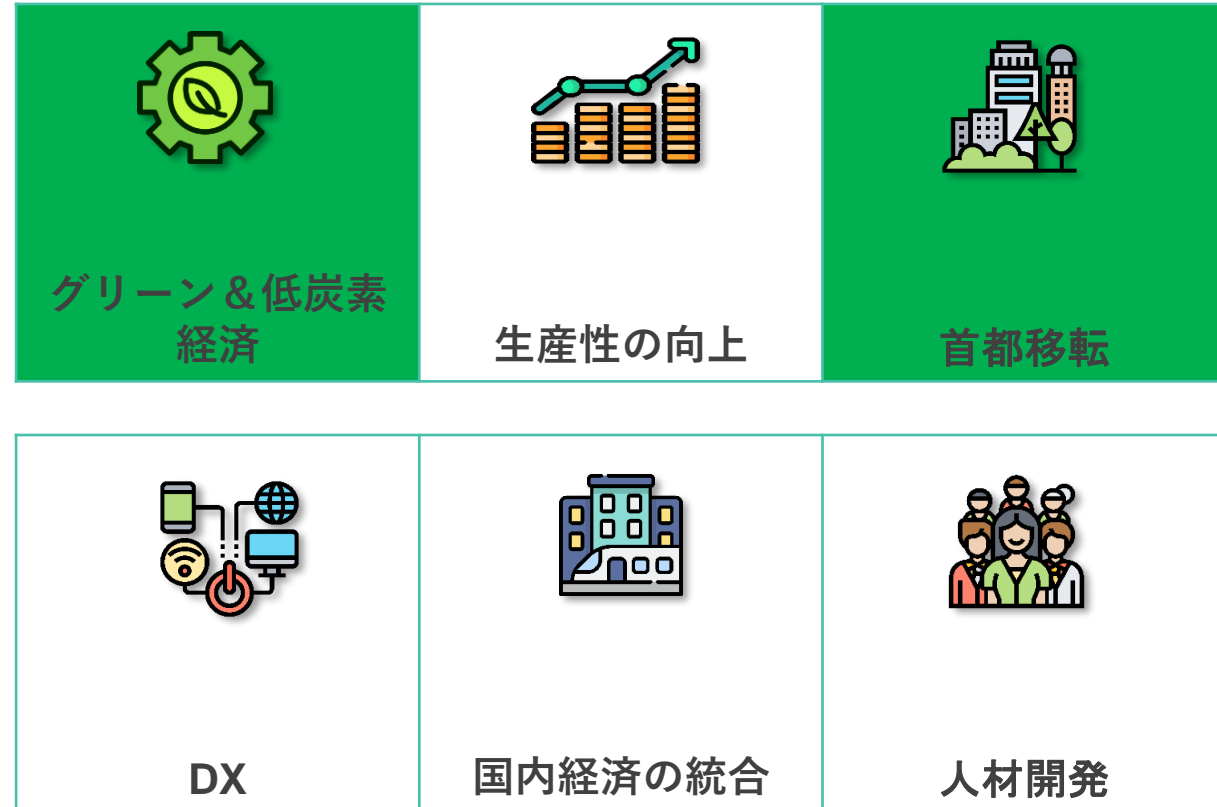 グリーン＆低炭素
経済
生産性の向上
首都移転
DX
国内経済の統合
人材開発